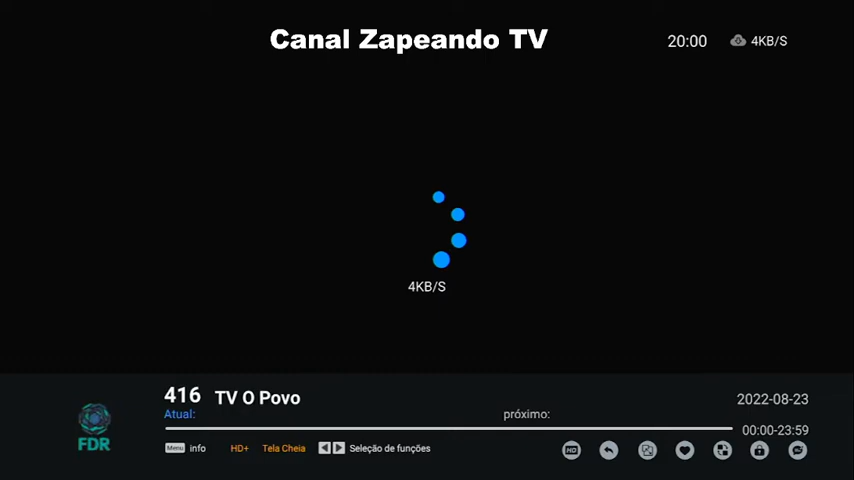 Canal Zapeando TV
20:00
4KB/S
4KB/S
416 TV O Povo
2022-08-23
Atual:
próximo:
00:00-23:59
FDR
Menu info HD+ Tela Cheia Seleção de funções
HD